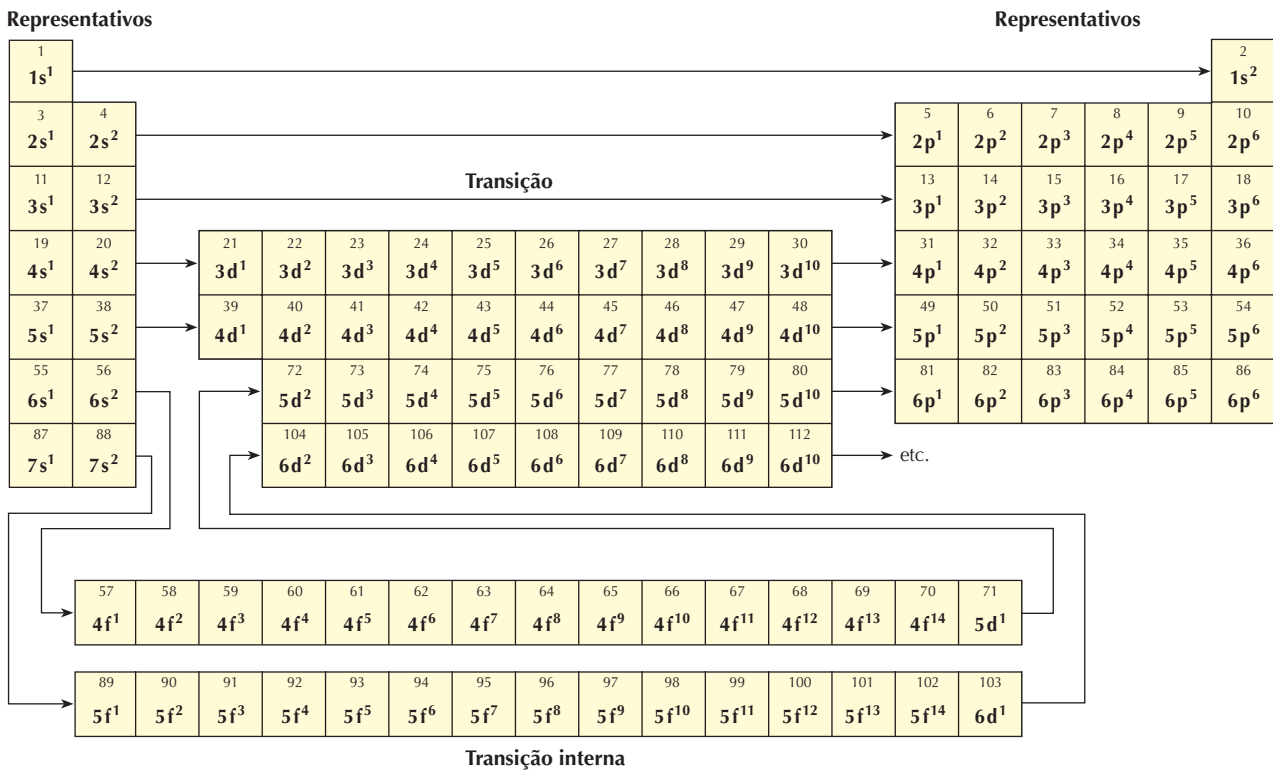 Representativos Representativos
1 2
1s¹ 1s²
3 4 5 6 7 8 9 10
2s¹ 2s² 2p¹ 2p² 2p³ 2p⁴ 2p⁵ 2p⁶
Transição
11 12 13 14 15 16 17 18
3s¹ 3s² 3p¹ 3p² 3p³ 3p⁴ 3p⁵ 3p⁶
19 20 21 22 23 24 25 26 27 28 29 30 31 32 33 34 35 36
4s¹ 4s² 3d¹ 3d² 3d³ 3d⁴ 3d⁵ 3d⁶ 3d⁷ 3d⁸ 3d⁹ 3d¹⁰ 4p¹ 4p² 4p³ 4p⁴ 4p⁵ 4p⁶
37 38 39 40 41 42 43 44 45 46 47 48 49 50 51 52 53 54
5s¹ 5s² 4d¹ 4d² 4d³ 4d⁴ 4d⁵ 4d⁶ 4d⁷ 4d⁸ 4d⁹ 4d¹⁰ 5p¹ 5p² 5p³ 5p⁴ 5p⁵ 5p⁶
55 56 72 73 74 75 76 77 78 79 80 81 82 83 84 85 86
6s¹ 6s² 5d² 5d³ 5d⁴ 5d⁵ 5d⁶ 5d⁷ 5d⁸ 5d⁹ 5d¹⁰ 6p¹ 6p² 6p³ 6p⁴ 6p⁵ 6p⁶
87 88 104 105 106 107 108 109 110 111 112
7s¹ 7s² 6d² 6d³ 6d⁴ 6d⁵ 6d⁶ 6d⁷ 6d⁸ 6d⁹ 6d¹⁰ etc.
57 58 59 60 61 62 63 64 65 66 67 68 69 70 71
4f¹ 4f² 4f³ 4f⁴ 4f⁵ 4f⁶ 4f⁷ 4f⁸ 4f⁹ 4f¹⁰ 4f¹¹ 4f¹² 4f¹³ 4f¹⁴ 5d¹
89 90 91 92 93 94 95 96 97 98 99 100 101 102 103
5f¹ 5f² 5f³ 5f⁴ 5f⁵ 5f⁶ 5f⁷ 5f⁸ 5f⁹ 5f¹⁰ 5f¹¹ 5f¹² 5f¹³ 5f¹⁴ 6d¹
Transição interna